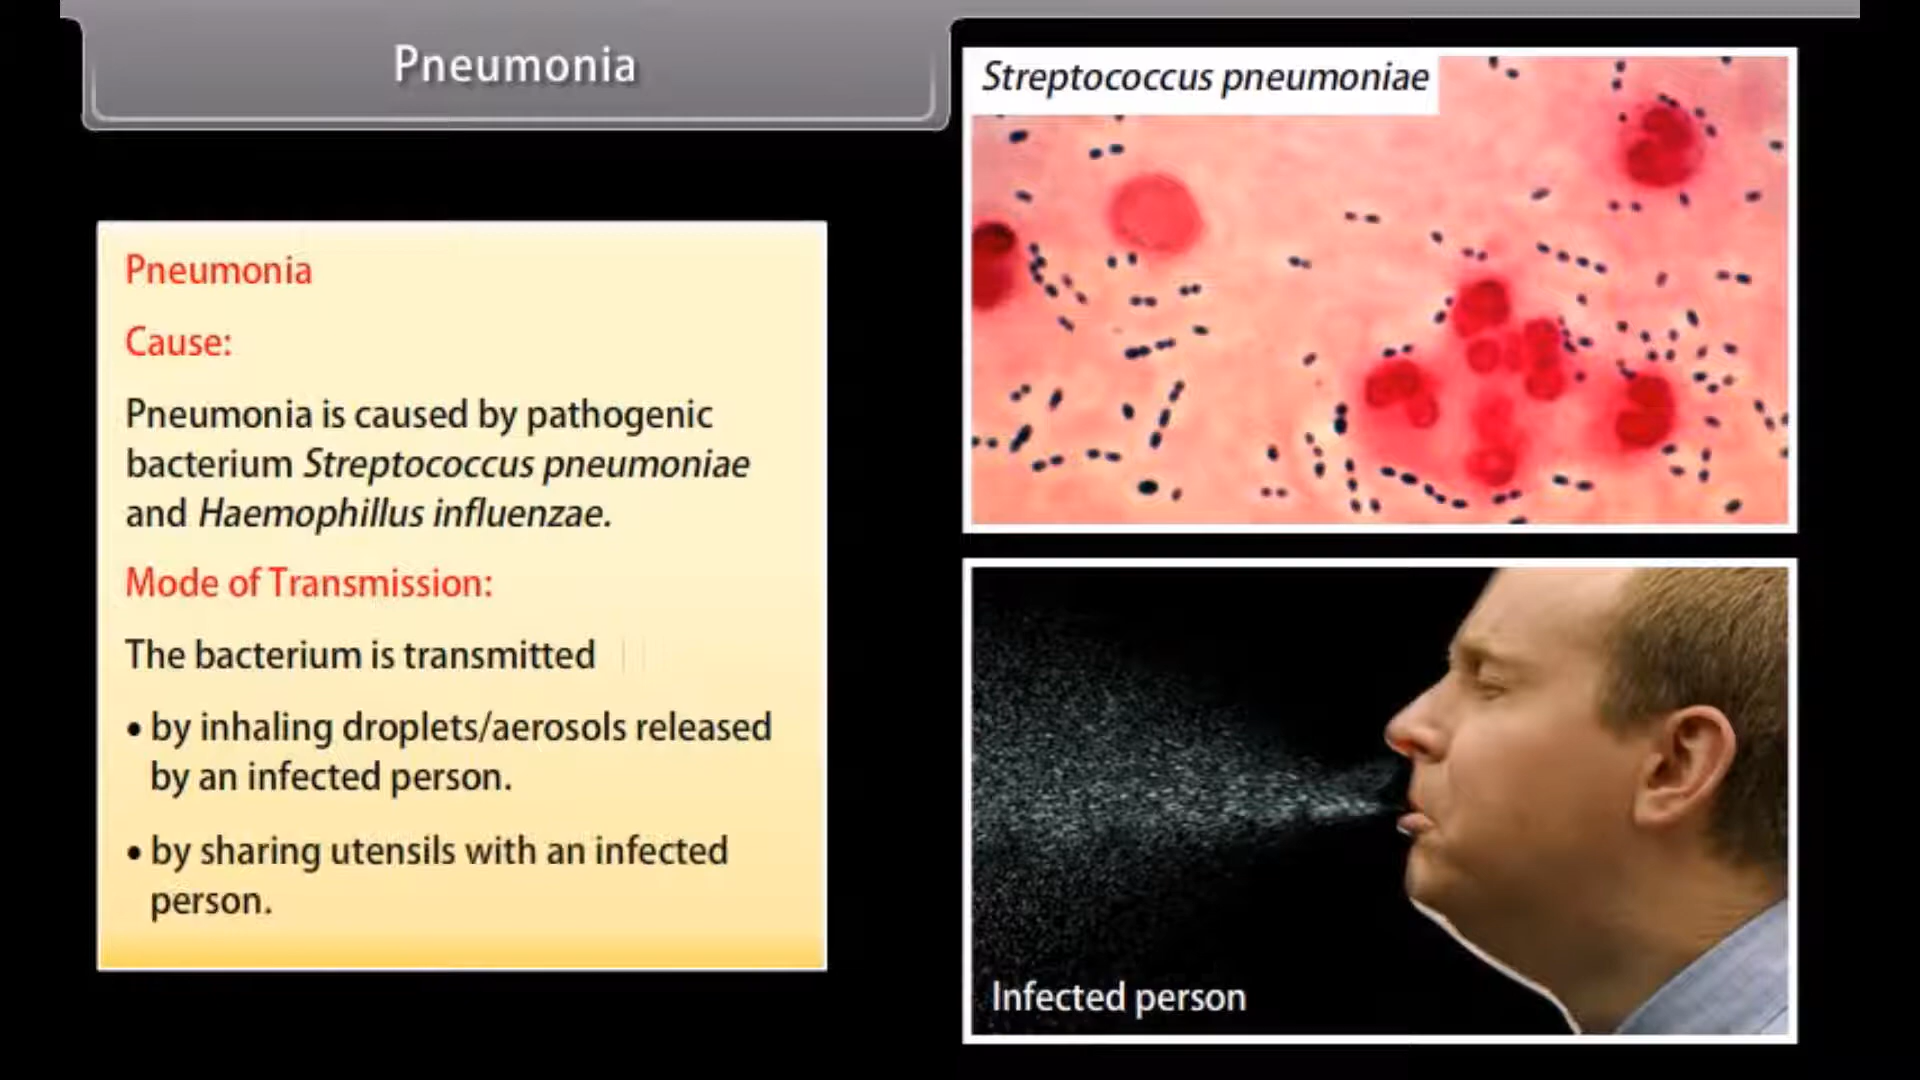 Pneumonia
Streptococcus pneumoniae
Pneumonia
Cause:
Pneumonia is caused by pathogenic
bacterium Streptococcus pneumoniae
and Haemophillus influenzae.
Mode of Transmission:
The bacterium is transmitted
• by inhaling droplets/aerosols released
by an infected person.
• by sharing utensils with an infected
person.
Infected person